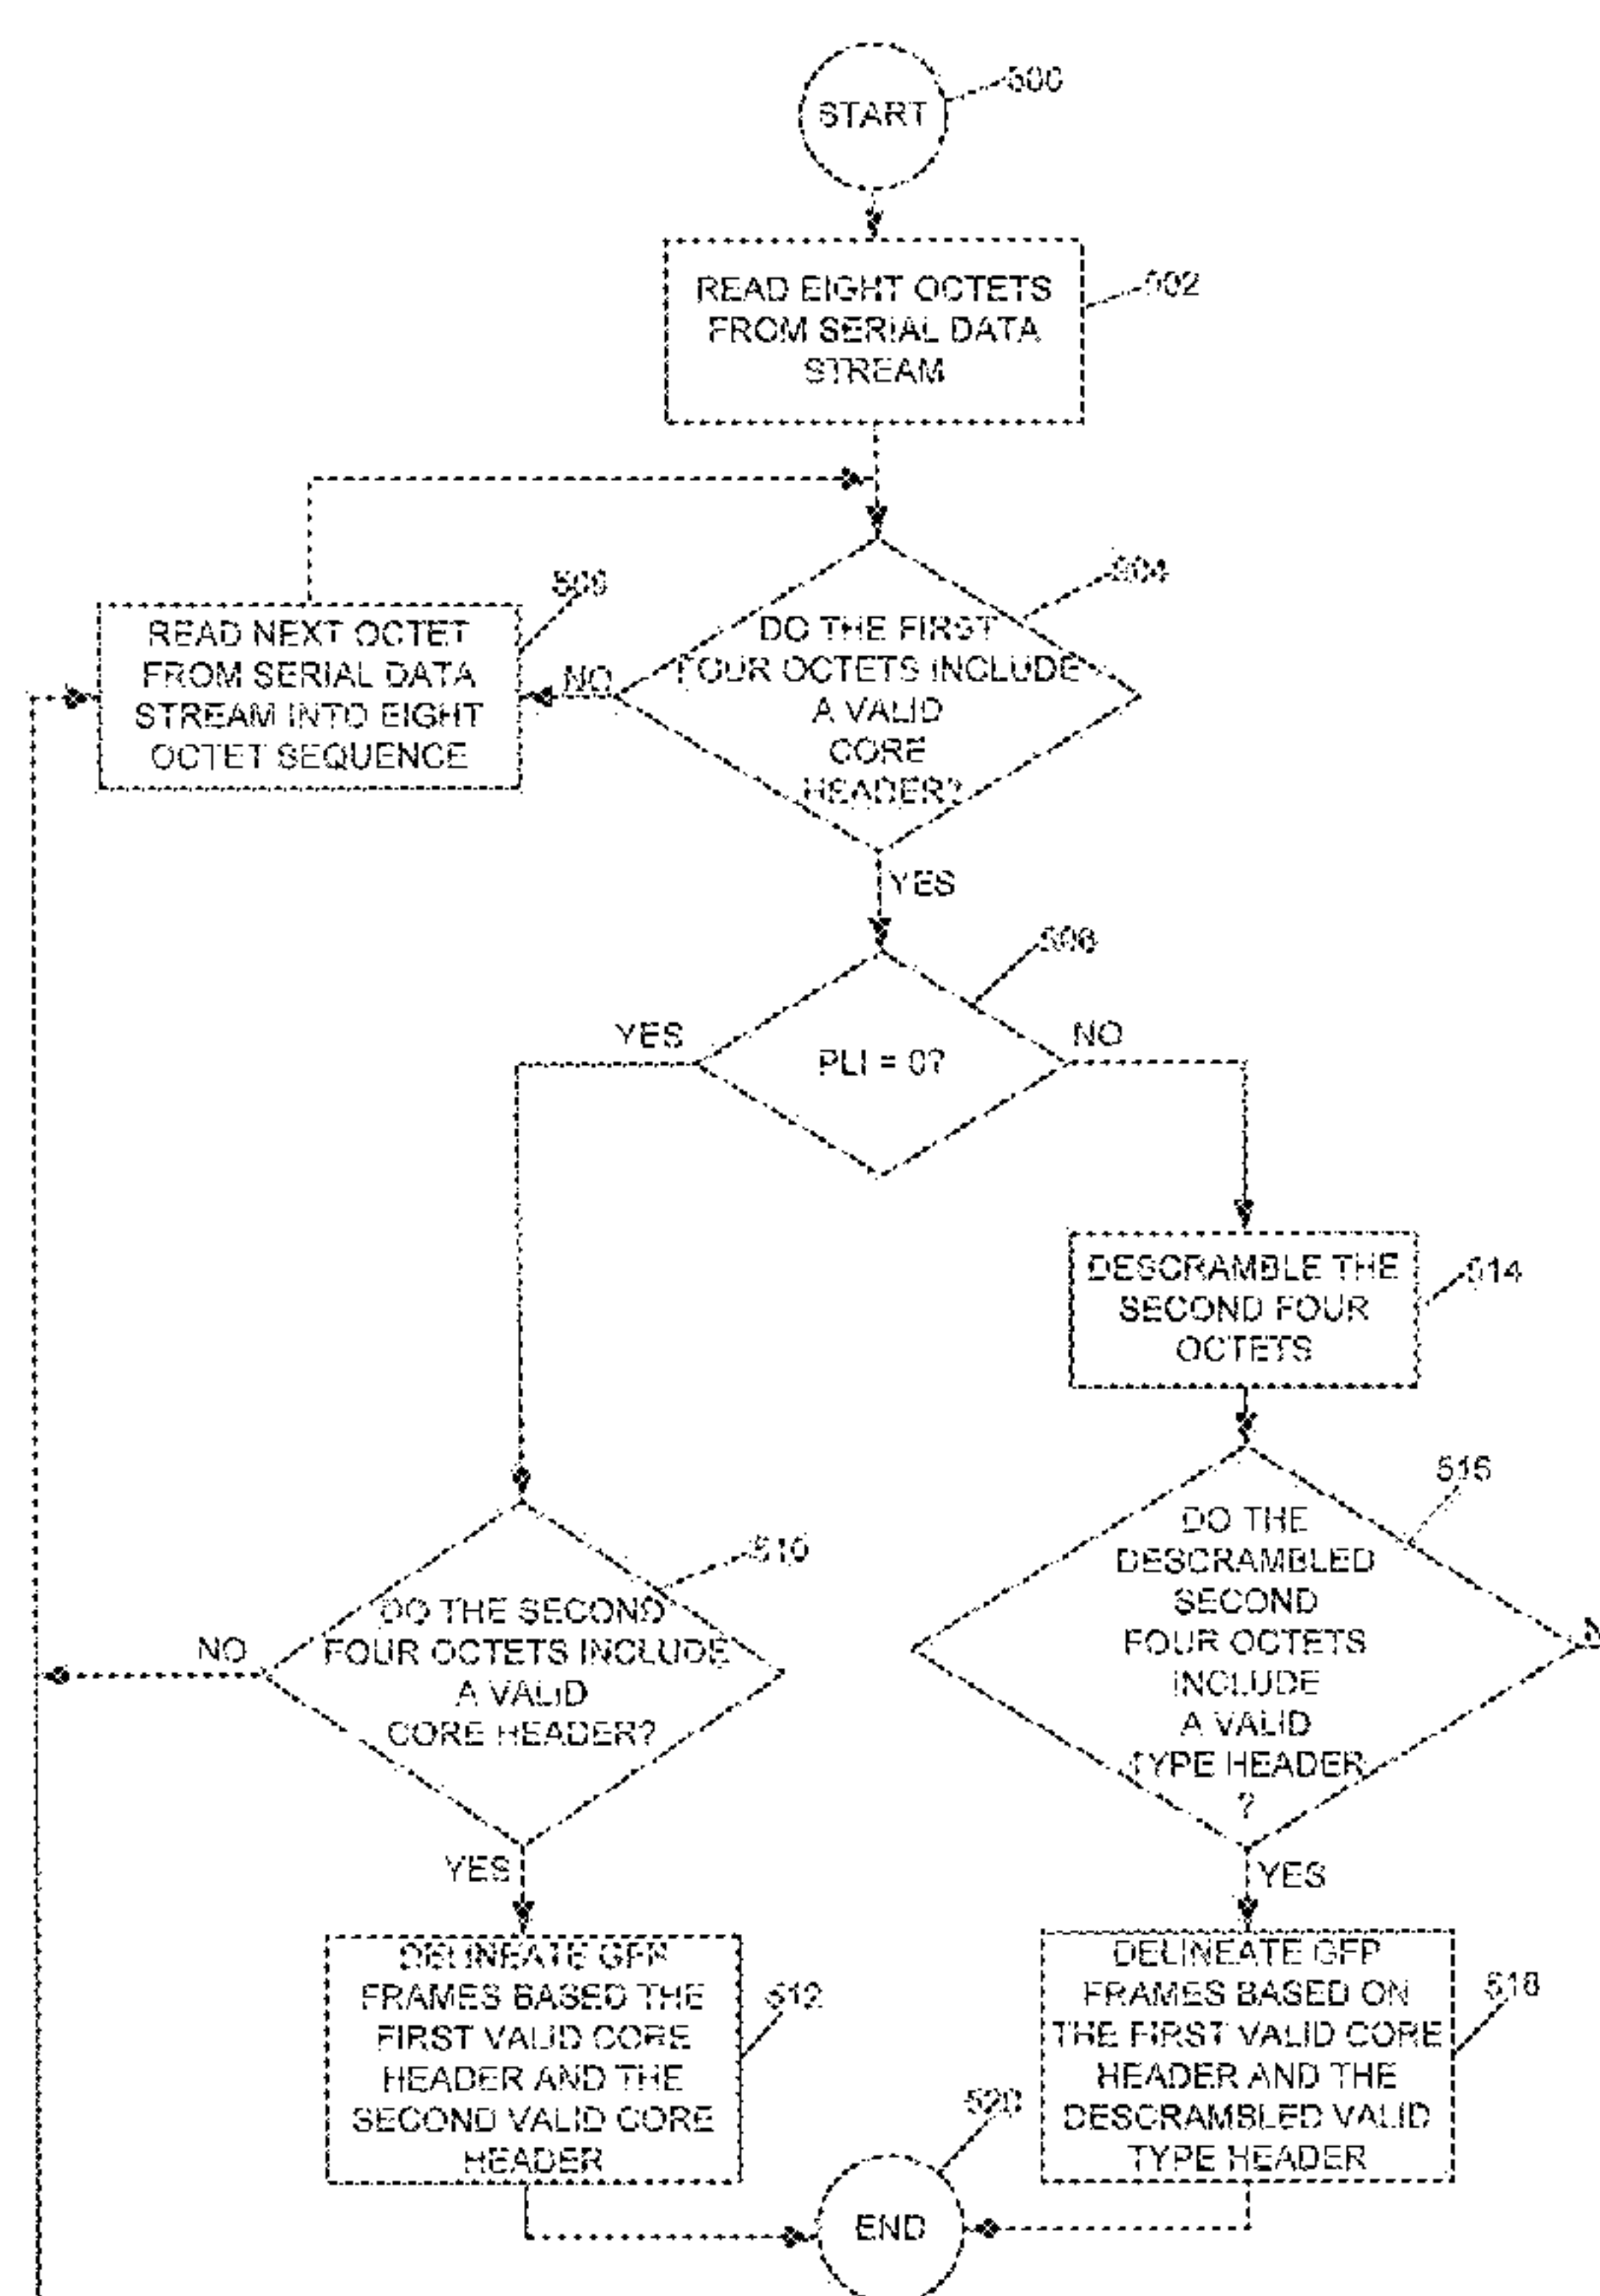 START
500
READ EIGHT OCTETS
FROM SERIAL DATA
STREAM
502
504
DO THE FIRST
FOUR OCTETS INCLUDE
A VALID
CORE
HEADER?
NO
READ NEXT OCTET
FROM SERIAL DATA
STREAM INTO EIGHT
OCTET SEQUENCE
YES
PLI = 0?
YES
NO
DESCRAMBLE THE
SECOND FOUR
OCTETS
514
510
DO THE SECOND
FOUR OCTETS INCLUDE
A VALID
CORE HEADER?
NO
516
DO THE
DESCRAMBLED
SECOND
FOUR OCTETS
INCLUDE
A VALID
TYPE HEADER
?
YES
YES
DELINEATE GFP
FRAMES BASED THE
FIRST VALID CORE
HEADER AND THE
SECOND VALID CORE
HEADER
512
DELINEATE GFP
FRAMES BASED ON
THE FIRST VALID CORE
HEADER AND THE
DESCRAMBLED VALID
TYPE HEADER
518
520
END